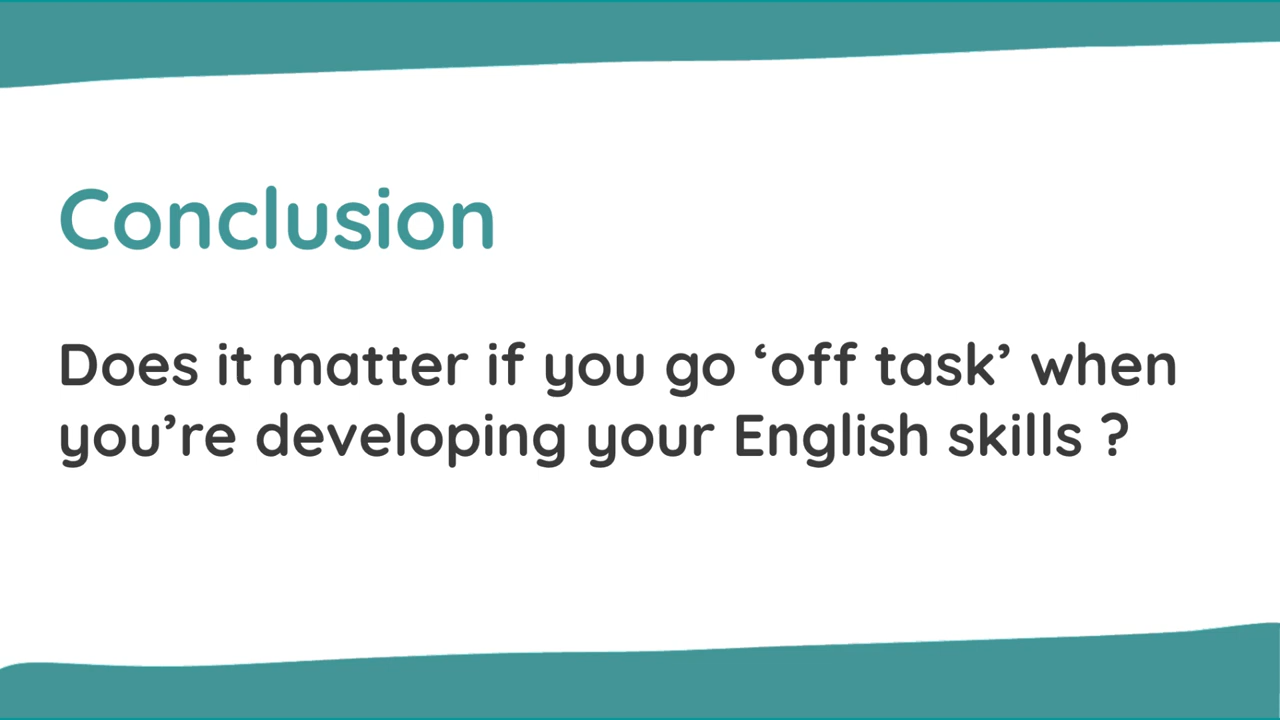 Conclusion
Does it matter if you go ‘off task’ when
you’re developing your English skills ?